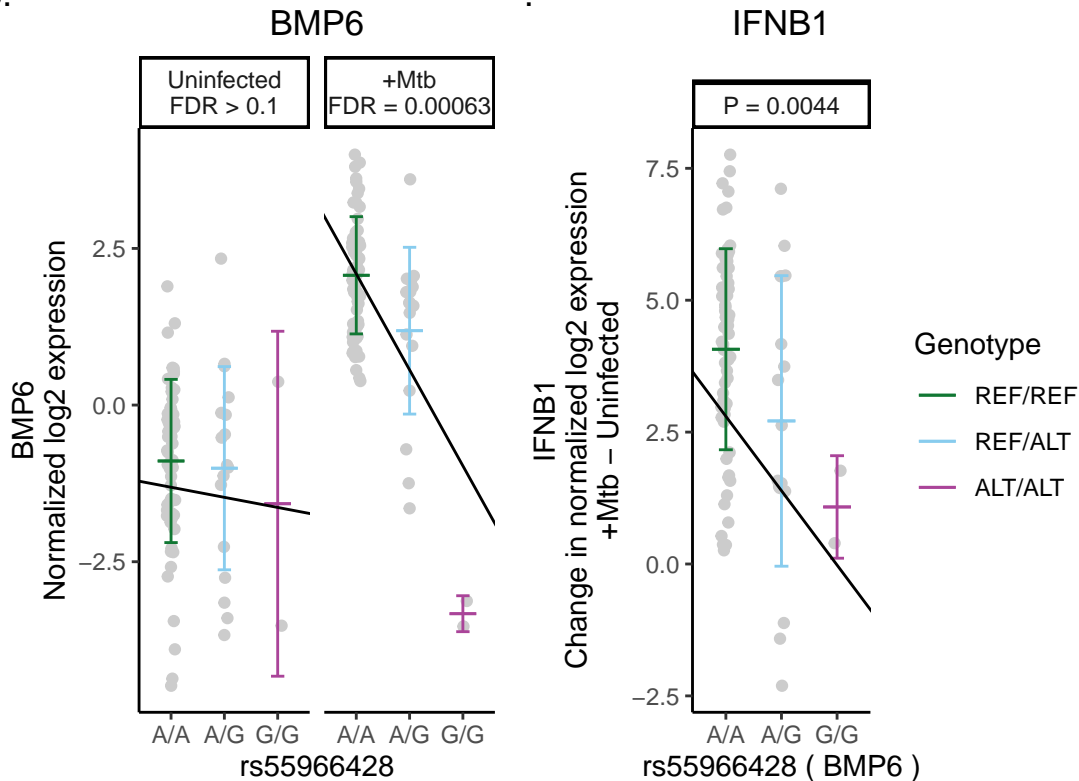 BMP6
Uninfected
FDR > 0.1
+Mtb
FDR = 0.00063
BMP6
Normalized log2 expression
2.5
0.0
−2.5
A/A A/G G/G
A/A A/G G/G
rs55966428
IFNB1
P = 0.0044
IFNB1
Change in normalized log2 expression
+Mtb − Uninfected
7.5
5.0
2.5
0.0
−2.5
A/A A/G G/G
rs55966428 ( BMP6 )
Genotype
REF/REF
REF/ALT
ALT/ALT